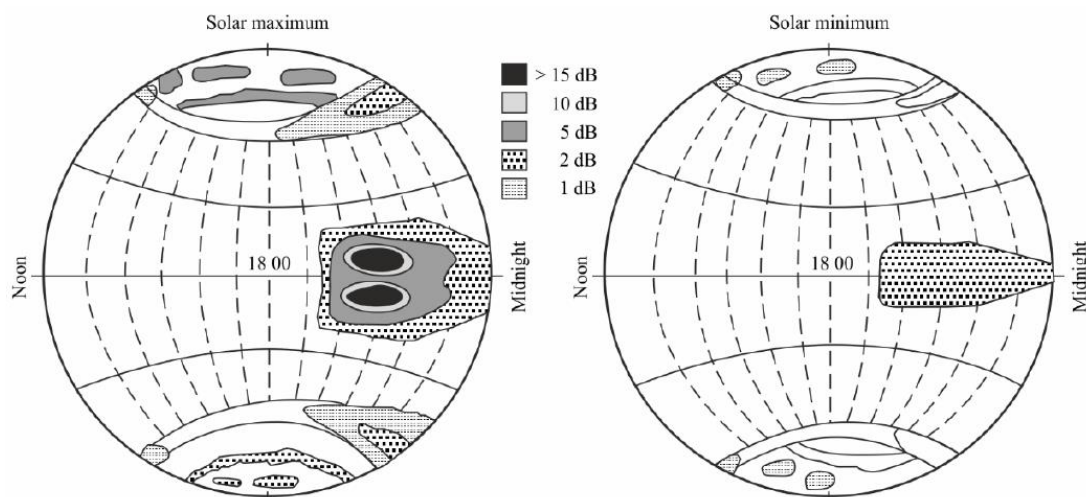 Solar maximum
Solar minimum
> 15 dB
10 dB
5 dB
2 dB
1 dB
Noon
18 00
Midnight
Noon
18 00
Midnight